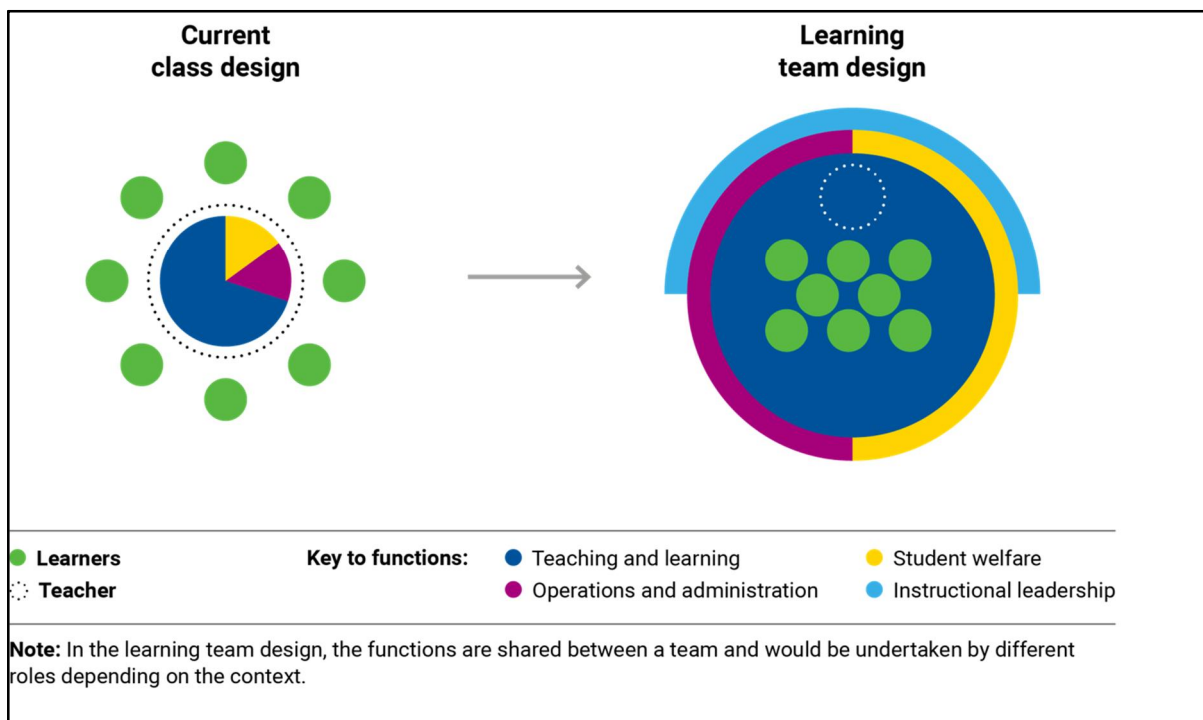 Current
class design
Learning
team design
Learners
Teacher
Key to functions:
Teaching and learning
Operations and administration
Student welfare
Instructional leadership
Note: In the learning team design, the functions are shared between a team and would be undertaken by different
roles depending on the context.